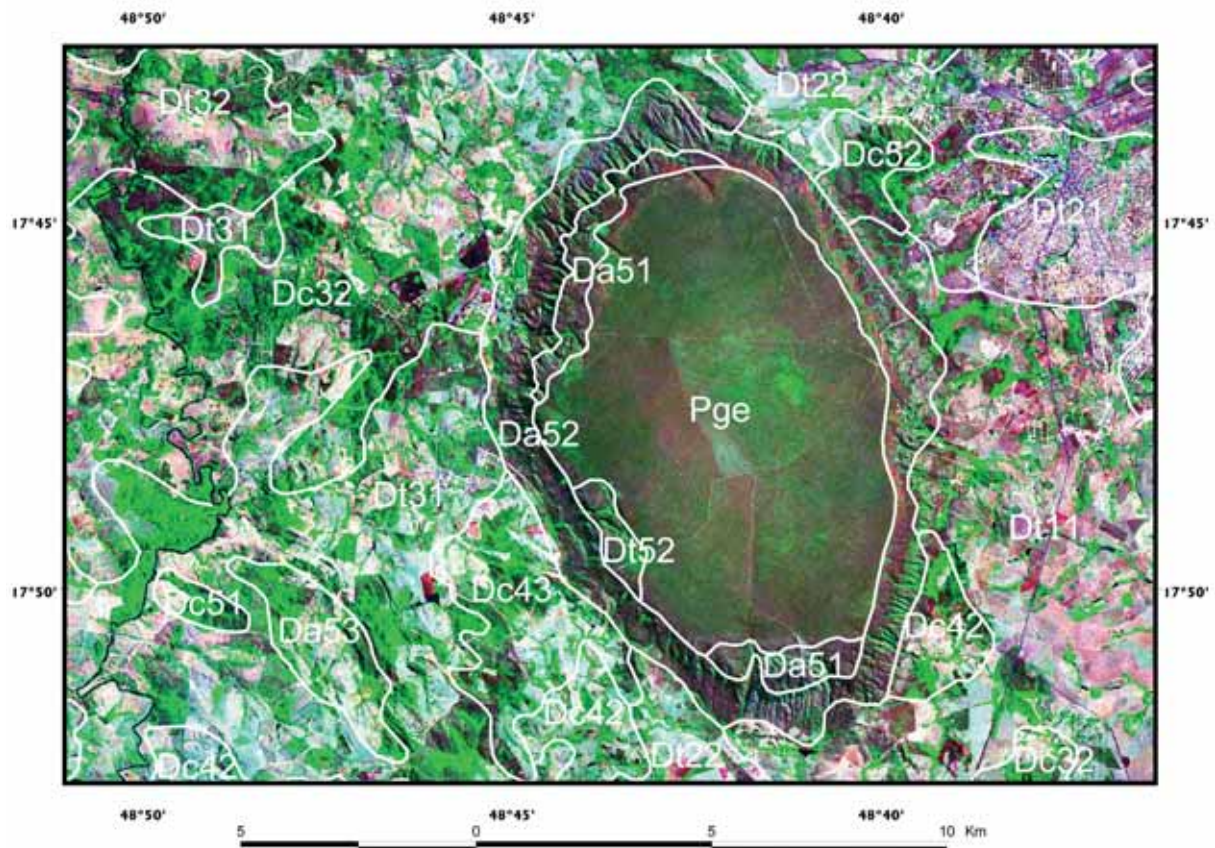 48°50' 48°45' 48°40'
Dt32
Dt22
Dc52
17°45' Dt31 Dt21 17°45'
Da51
Dc32
Pge
Da52
Dt31
Dt11
Dt52
17°50' Dc43 17°50'
Dc51
Da53
Dc42
Da51
Dc42
Dt22
Dc42 Dc32
48°50' 48°45' 48°40'
5 0 5 10 Km